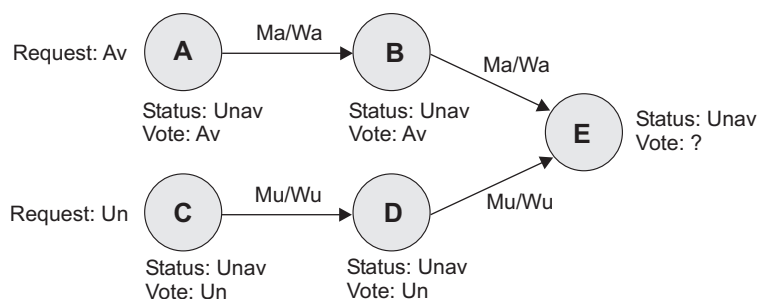 Request: Av
A
Ma/Wa
B
Ma/Wa
Status: Unav
Vote: Av
Status: Unav
Vote: Av
E
Status: Unav
Vote: ?
Request: Un
C
Mu/Wu
D
Mu/Wu
Status: Unav
Vote: Un
Status: Unav
Vote: Un